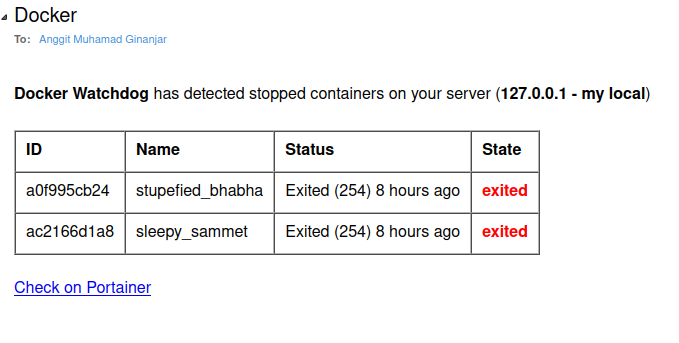 Docker
To: Anggit Muhamad Ginanjar
Docker Watchdog has detected stopped containers on your server (127.0.0.1 - my local)
ID Name Status State
a0f995cb24 stupefied_bhabha Exited (254) 8 hours ago exited
ac2166d1a8 sleepy_sammet Exited (254) 8 hours ago exited
Check on Portainer